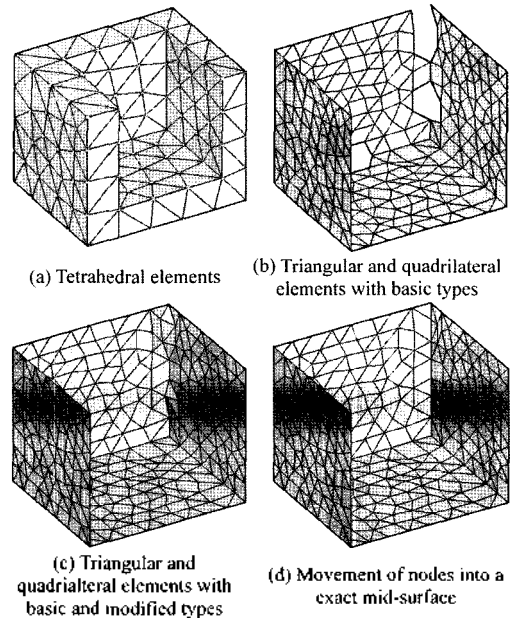 (a) Tetrahedral elements
(b) Triangular and quadrilateral
elements with basic types
(c) Triangular and
quadrialteral elements with
basic and modified types
(d) Movement of nodes into a
exact mid-surface